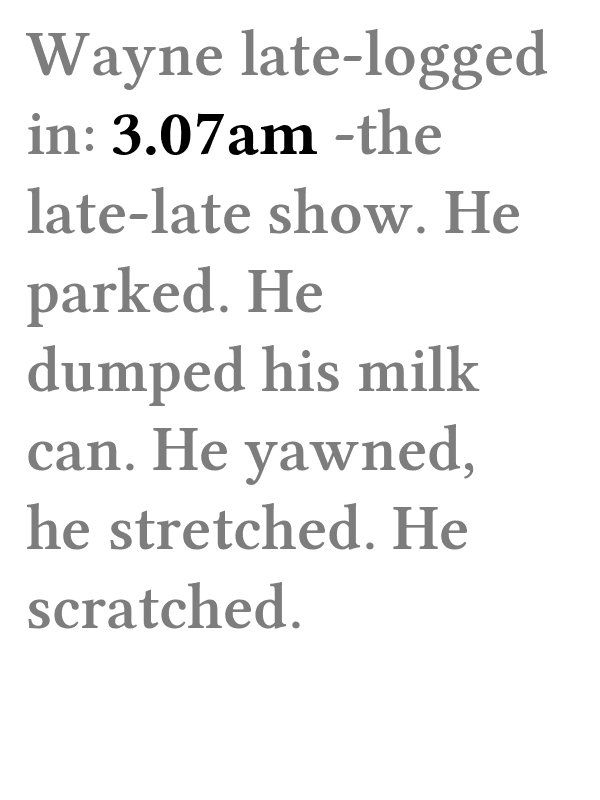 Wayne late-logged
in: 3.07am -the
late-late show. He
parked. He
dumped his milk
can. He yawned,
he stretched. He
scratched.